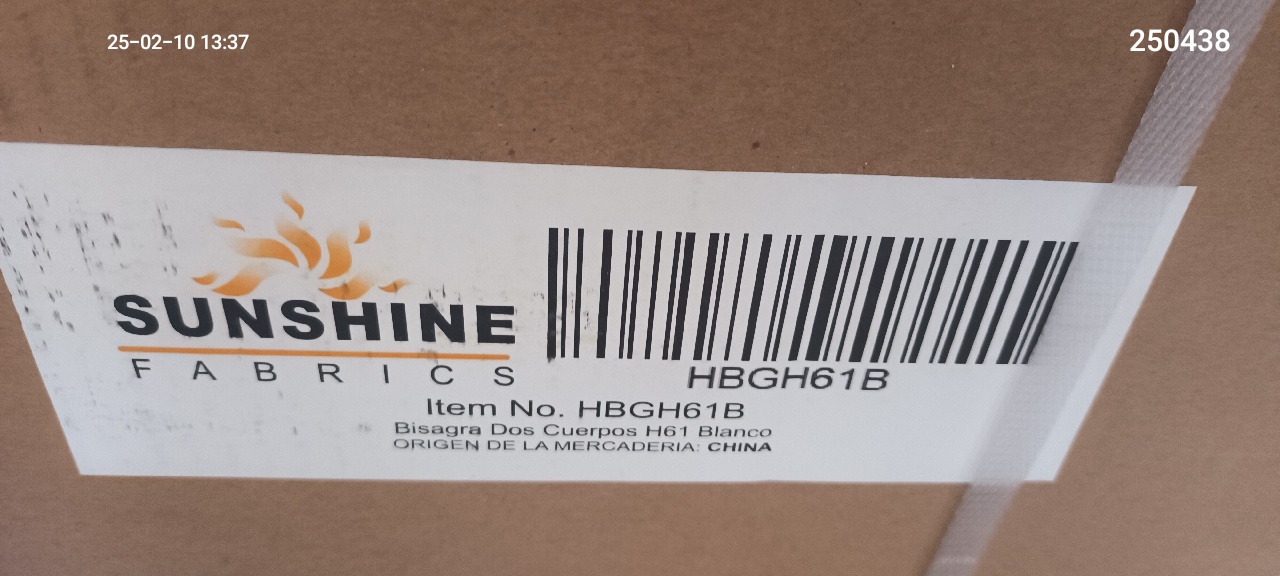 25-02-10 13:37
250438
SUNSHINE
FABRICS
HBGH61B
Item No. HBGH61B
Bisagra Dos Cuerpos H61 Blanco
ORIGEN DE LA MERCADERIA: CHINA